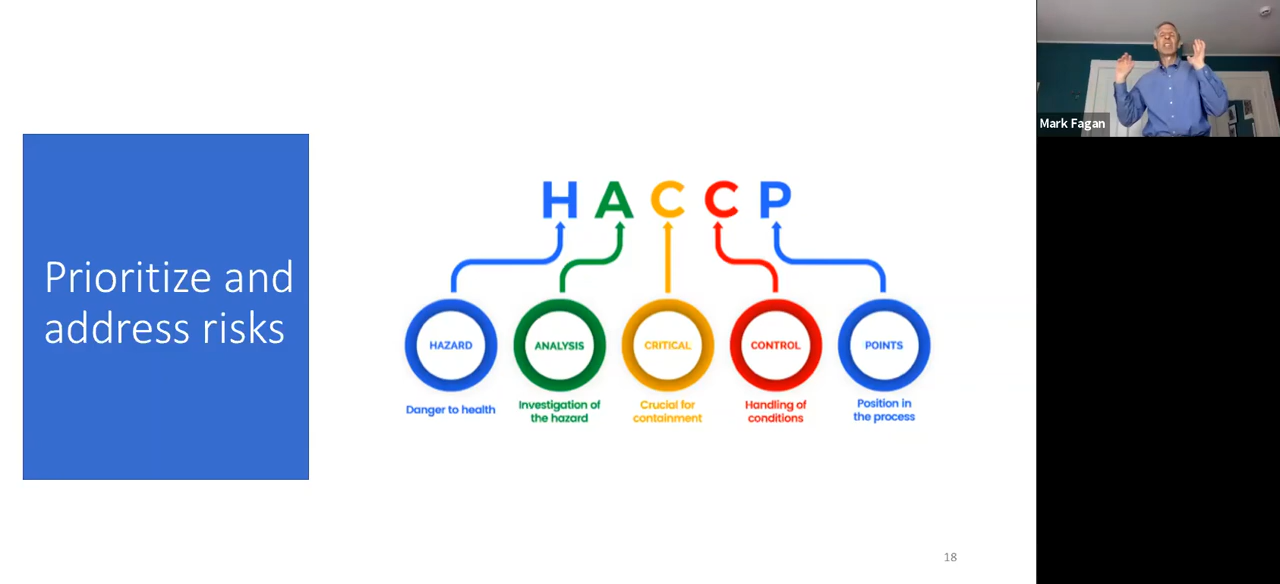 Prioritize and
address risks
HACCP
HAZARD
ANALYSIS
CRITICAL
CONTROL
POINTS
Danger to health
Investigation of
the hazard
Crucial for
containment
Handling of
conditions
Position in
the process
18
Mark Fagan